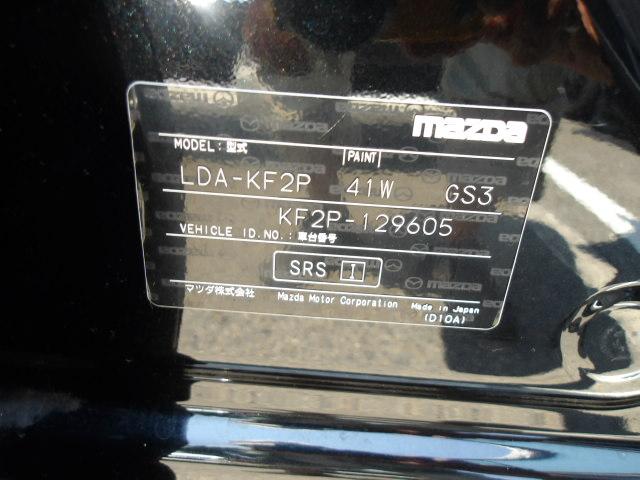 mazda
MODEL: 型式 PAINT
LDA-KF2P 41W GS3
KF2P-129605
VEHICLE ID.NO.: 車台番号
SRS I
マツダ株式会社 Mazda Motor Corporation Made in Japan
(D10A)